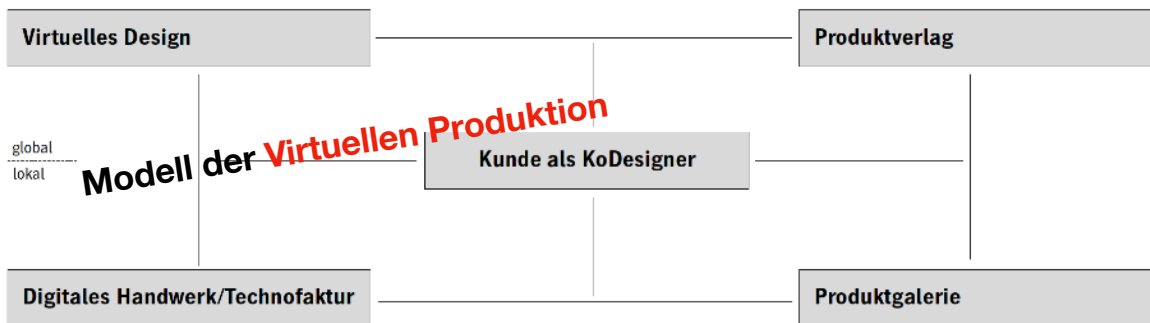 Virtuelles Design
Produktverlag
Modell der Virtuellen Produktion
global
lokal
Kunde als KoDesigner
Digitales Handwerk/Technofaktur
Produktgalerie